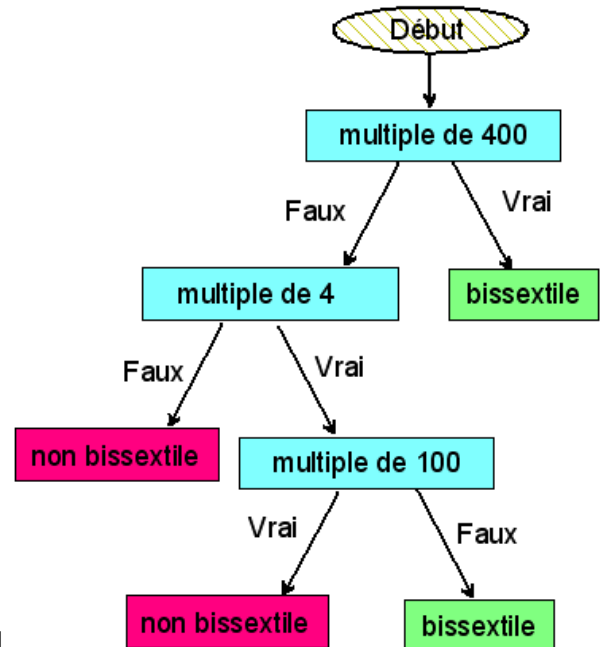 Début
multiple de 400
Faux
Vrai
multiple de 4
bissextile
Faux
Vrai
non bissextile
multiple de 100
Vrai
Faux
non bissextile
bissextile